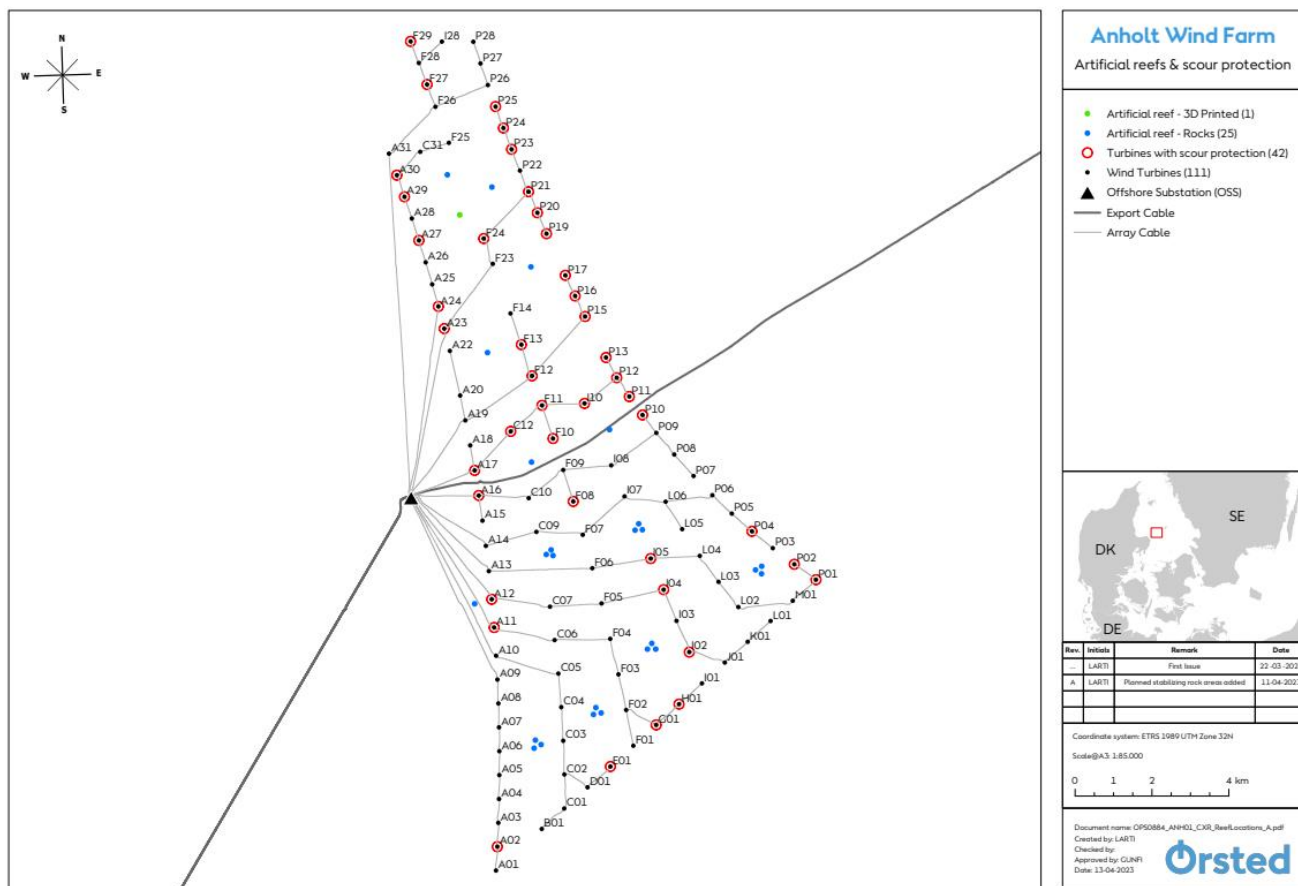 N
W
E
S
F29
I28
P28
F28
P27
F27
P26
F26
P25
P24
C31
F25
P23
A31
A30
P22
A29
P21
A28
P20
A27
F24
P19
A26
F23
A25
P17
A24
P16
F14
P15
A23
A22
F13
P13
F12
P12
A20
P11
F11
I10
A19
P10
C12
F10
P09
A18
P08
A17
F09
I08
P07
A16
C10
F08
I07
L06
P06
A15
P05
A14
C09
F07
L05
P04
P03
A13
F06
I05
L04
P02
P01
A12
C07
F05
I04
L03
L02
M01
A11
I03
L01
C06
F04
K01
A10
I02
J01
A09
C05
F03
I01
A08
C04
H01
A07
F02
G01
C03
A06
F01
A05
C02
E01
D01
A04
C01
A03
B01
A02
A01
Anholt Wind Farm
Artificial reefs & scour protection
Artificial reef - 3D Printed (1)
Artificial reef - Rocks (25)
Turbines with scour protection (42)
Wind Turbines (111)
Offshore Substation (OSS)
Export Cable
Array Cable
SE
DK
DE
Rev. Initials Remark Date
... LARTI First Issue 22 -03 -202
A LARTI Planned stabilizing rock areas added 11-04-2023
Coordinate system: ETRS 1989 UTM Zone 32N
Scale@A3: 1:85.000
0 1 2 4 km
Document name: OP50884_ANH01_CXR_ReefLocations_A.pdf
Created by: LARTI
Checked by:
Approved by: GUNFI
Date: 13-04-2023
Ørsted